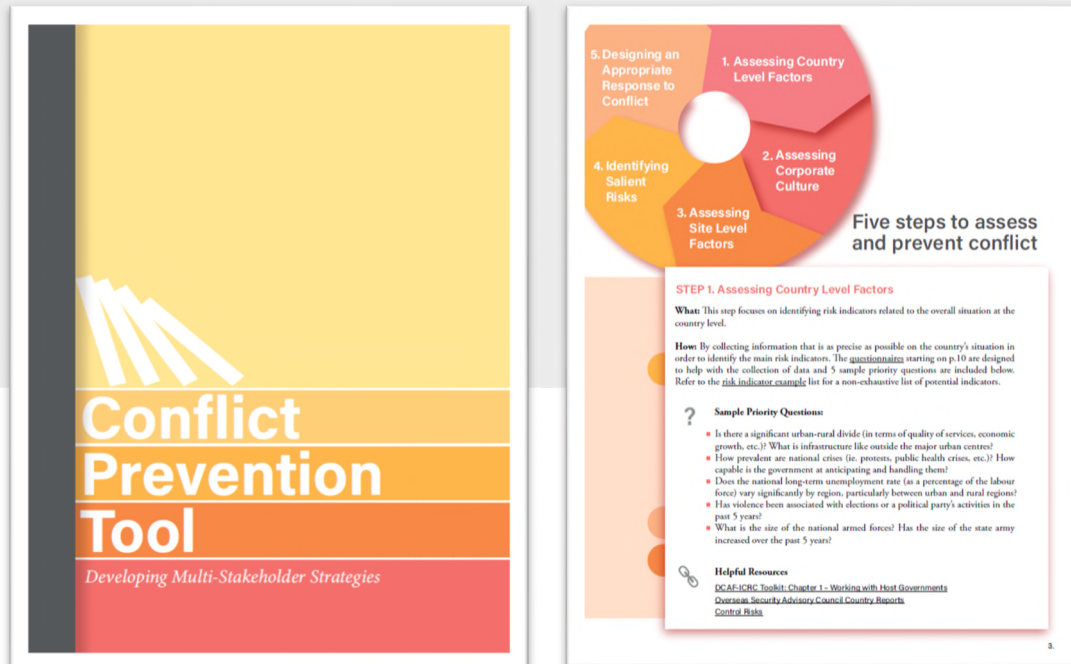 Conflict
Prevention
Tool
Developing Multi-Stakeholder Strategies
5. Designing an
Appropriate
Response to
Conflict
1. Assessing Country
Level Factors
2. Assessing
Corporate
Culture
4. Identifying
Salient
Risks
3. Assessing
Site Level
Factors
Five steps to assess
and prevent conflict
STEP 1. Assessing Country Level Factors
What: This step focuses on identifying risk indicators related to the overall situation at the
country level.
How: By collecting information that is as precise as possible on the country's situation in
order to identify the main risk indicators. The questionnaires starting on p.10 are designed
to help with the collection of data and 5 sample priority questions are included below.
Refer to the risk indicator example list for a non-exhaustive list of potential indicators.
?
Sample Priority Questions:
Is there a significant urban-rural divide (in terms of quality of services, economic
growth, etc.)? What is infrastructure like outside the major urban centres?
How prevalent are national crises (ie. protests, public health crises, etc.)? How
capable is the government at anticipating and handling them?
Does the national long-term unemployment rate (as a percentage of the labour
force) vary significantly by region, particularly between urban and rural regions?
Has violence been associated with elections or a political party's activities in the
past 5 years?
What is the size of the national armed forces? Has the size of the state army
increased over the past 5 years?
Helpful Resources
DCAF-ICRC Toolkit: Chapter 1 - Working with Host Governments
Overseas Security Advisory Council Country Reports
Control Risks
3.